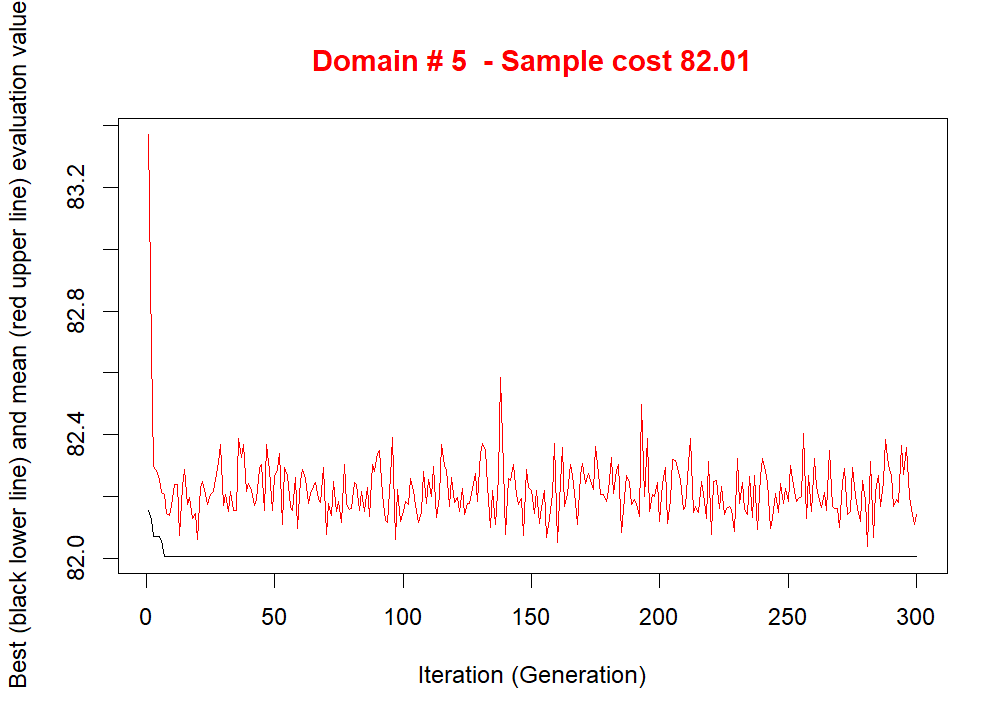 Domain # 5  - Sample cost 82.01
Best (black lower line) and mean (red upper line) evaluation value
83.2
82.8
82.4
82.0
0 50 100 150 200 250 300
Iteration (Generation)